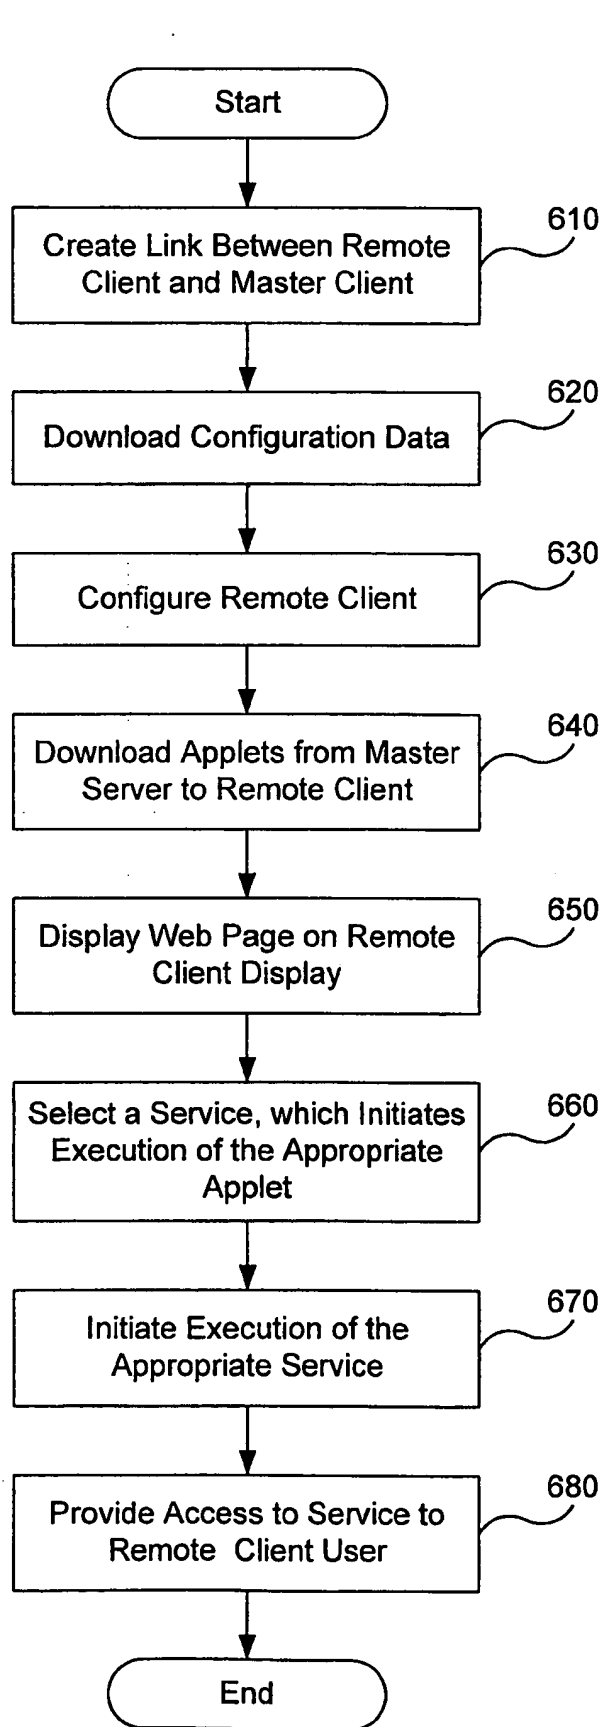 Start
610
Create Link Between Remote
Client and Master Client
620
Download Configuration Data
630
Configure Remote Client
640
Download Applets from Master
Server to Remote Client
650
Display Web Page on Remote
Client Display
660
Select a Service, which Initiates
Execution of the Appropriate
Applet
670
Initiate Execution of the
Appropriate Service
680
Provide Access to Service to
Remote Client User
End